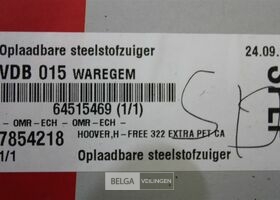 Oplaadbare steelstofzuiger
24.09.
VDB 015 WAREGEM
64515469 (1/1)
- OMR-ECH - OMR-ECH -
7854218
HOOVER,H-FREE 322 EXTRA PET CA
1/1
Oplaadbare steelstofzuiger
BELGA VEILINGEN